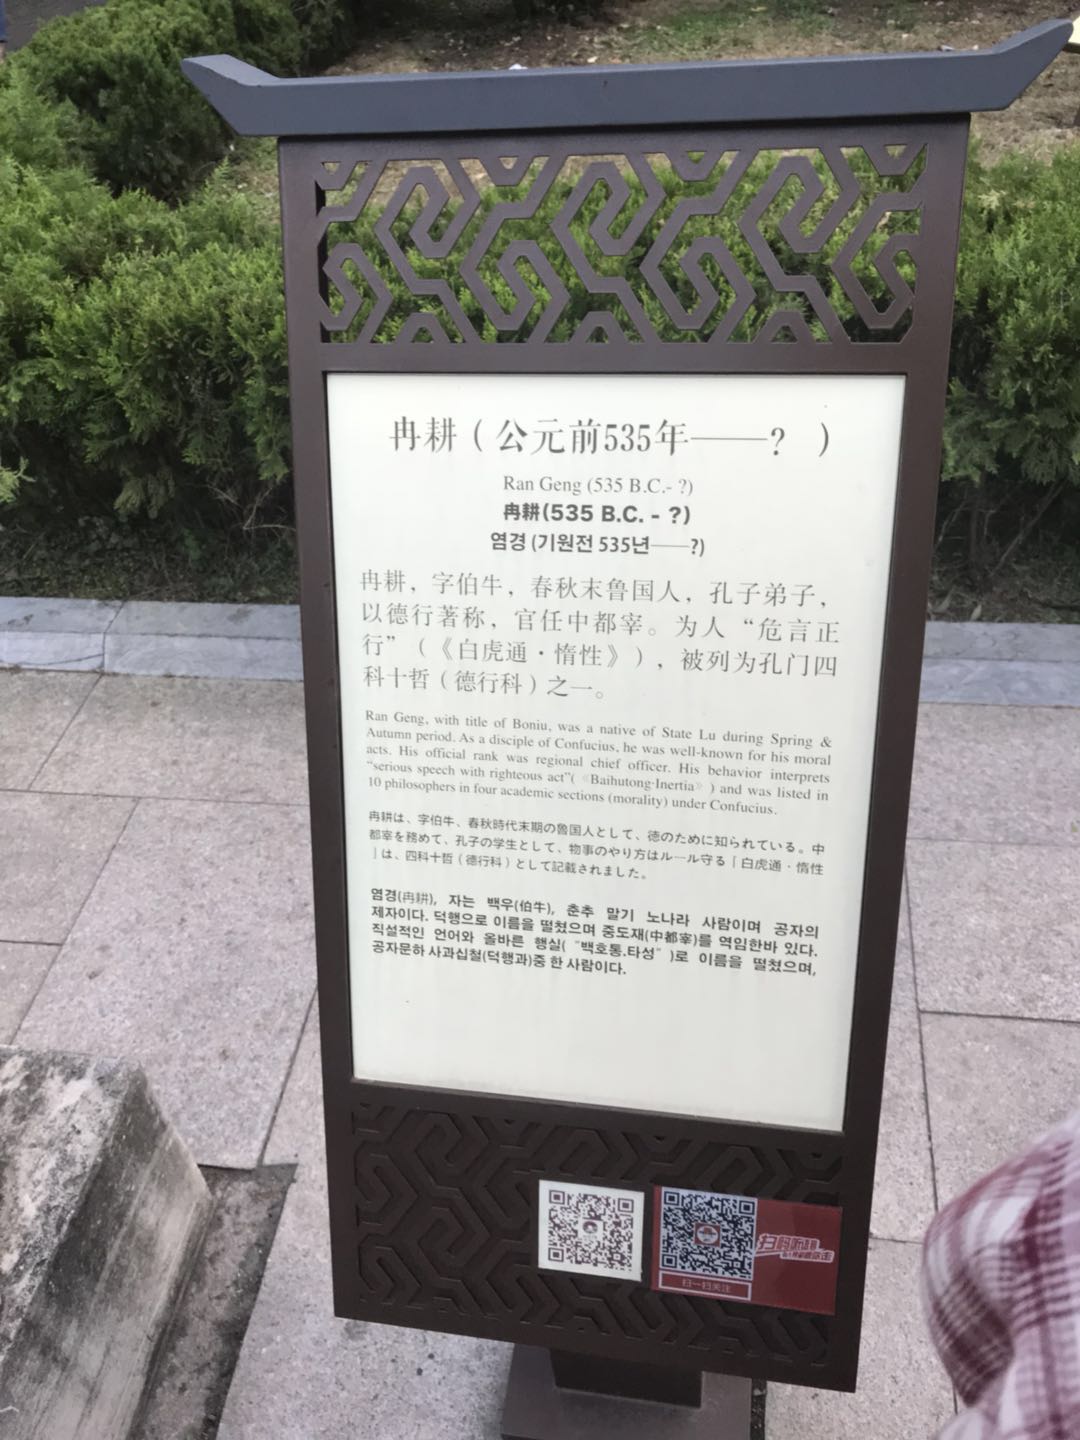 冉耕（公元前535年——？）
Ran Geng (535 B.C.- ?)
冉耕(535 B.C. - ?)
염경 (기원전 535년——?)
冉耕，字伯牛，春秋末鲁国人，孔子弟子，
以德行著称，官任中都宰。为人“危言正
行”（《白虎通·惰性》），被列为孔门四
科十哲（德行科）之一。
Ran Geng, with title of Boniu, was a native of State Lu during Spring &
Autumn period. As a disciple of Confucius, he was well-known for his moral
acts. His official rank was regional chief officer. His behavior interprets
“serious speech with righteous act”(《Baihutong·Inertia》) and was listed in
10 philosophers in four academic sections (morality) under Confucius.
冉耕は、字伯牛、春秋時代末期の魯国人として、徳のために知られている。中
都宰を務めて、孔子の学生として、物事のやり方はルール守る「白虎通·惰性
」は、四科十哲（德行科）として記載されました。
염경(冉耕), 자는 백우(伯牛), 춘추 말기 노나라 사람이며 공자의
제자이다. 덕행으로 이름을 떨쳤으며 중도재(中都宰)를 역임한바 있다.
직설적인 언어와 올바른 행실(“백호통.타성”)로 이름을 떨쳤으며,
공자문하 사과십철(덕행과)중 한 사람이다.
扫一扫关注